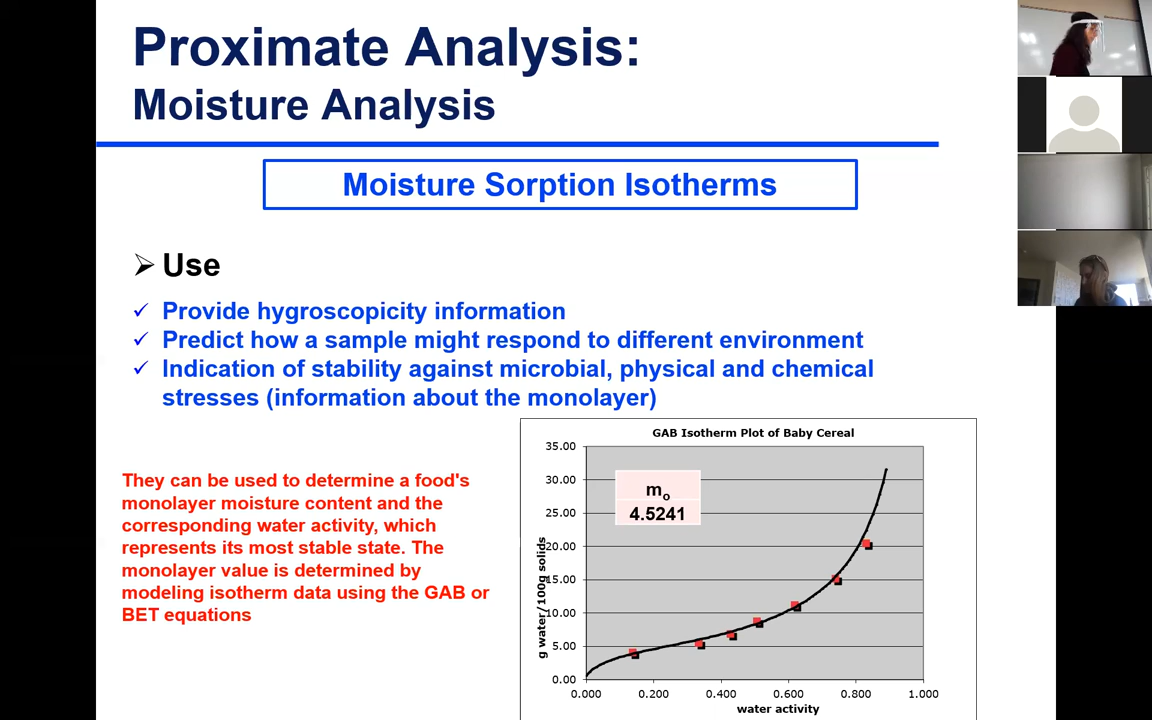 Proximate Analysis:
Moisture Analysis
Moisture Sorption Isotherms
Use
Provide hygroscopicity information
Predict how a sample might respond to different environment
Indication of stability against microbial, physical and chemical
stresses (information about the monolayer)
They can be used to determine a food's
monolayer moisture content and the
corresponding water activity, which
represents its most stable state. The
monolayer value is determined by
modeling isotherm data using the GAB or
BET equations
GAB Isotherm Plot of Baby Cereal
mo
4.5241
g water/100g solids
35.00
30.00
25.00
20.00
15.00
10.00
5.00
0.00
0.000 0.200 0.400 0.600 0.800 1.000
water activity